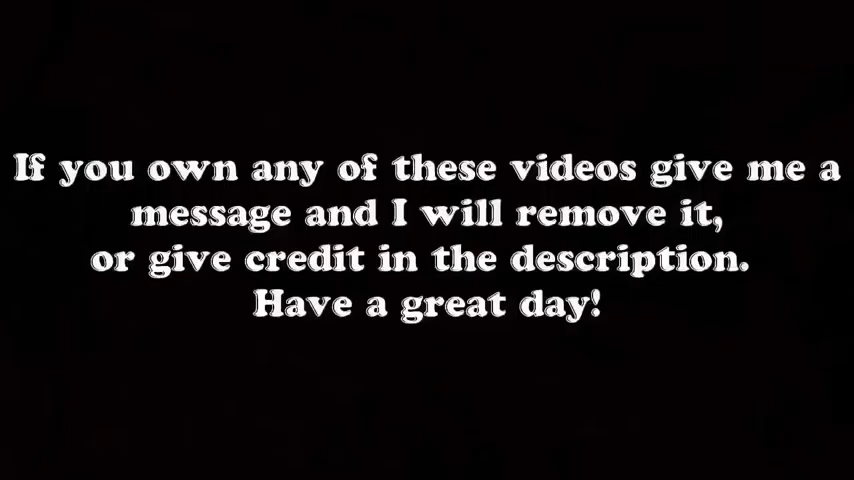 If you own any of these videos give me a
message and I will remove it,
or give credit in the description.
Have a great day!